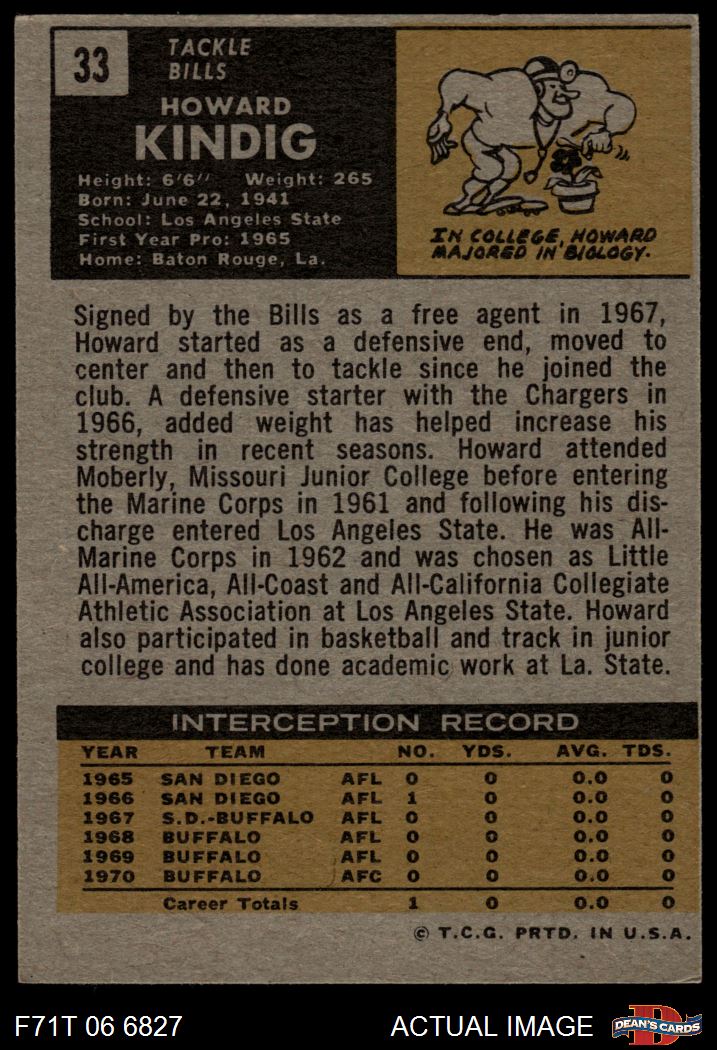 33
TACKLE
BILLS
HOWARD
KINDIG
Height: 6'6" Weight: 265
Born: June 22, 1941
School: Los Angeles State
First Year Pro: 1965
Home: Baton Rouge, La.
IN COLLEGE, HOWARD
MAJORED IN BIOLOGY.
Signed by the Bills as a free agent in 1967,
Howard started as a defensive end, moved to
center and then to tackle since he joined the
club. A defensive starter with the Chargers in
1966, added weight has helped increase his
strength in recent seasons. Howard attended
Moberly, Missouri Junior College before entering
the Marine Corps in 1961 and following his dis-
charge entered Los Angeles State. He was All-
Marine Corps in 1962 and was chosen as Little
All-America, All-Coast and All-California Collegiate
Athletic Association at Los Angeles State. Howard
also participated in basketball and track in junior
college and has done academic work at La. State.
INTERCEPTION RECORD
YEAR TEAM NO. YDS. AVG. TDS.
1965 SAN DIEGO AFL 0 0 0.0 0
1966 SAN DIEGO AFL 1 0 0.0 0
1967 S.D.-BUFFALO AFL 0 0 0.0 0
1968 BUFFALO AFL 0 0 0.0 0
1969 BUFFALO AFL 0 0 0.0 0
1970 BUFFALO AFC 0 0 0.0 0
Career Totals 1 0 0.0 0
© T.C.G. PRTD. IN U.S.A.
F71T 06 6827 ACTUAL IMAGE D DEAN'S CARDS